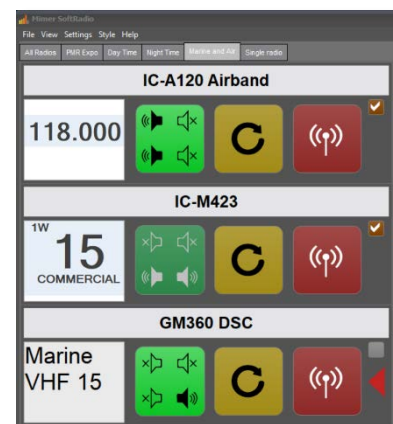 Himer SoftRadio
File View Settings Style Help
All Radios PMR Expo Day Time Night Time Marine and Air Single radio
IC-A120 Airband
118.000
IC-M423
1W
15
COMMERCIAL
GM360 DSC
Marine
VHF 15